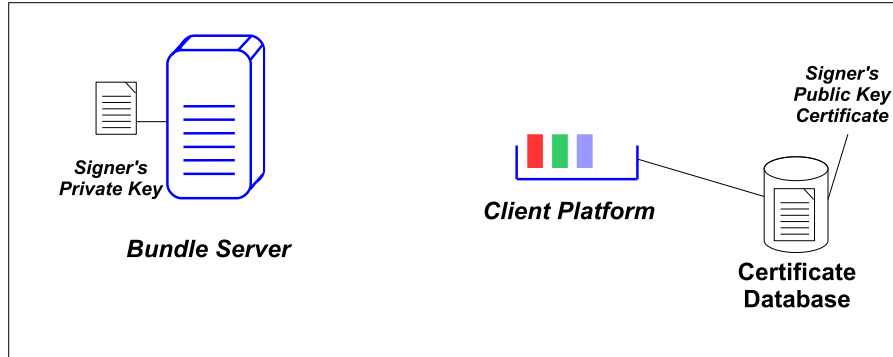 Signer's
Private Key
Bundle Server
Client Platform
Signer's
Public Key
Certificate
Certificate
Database